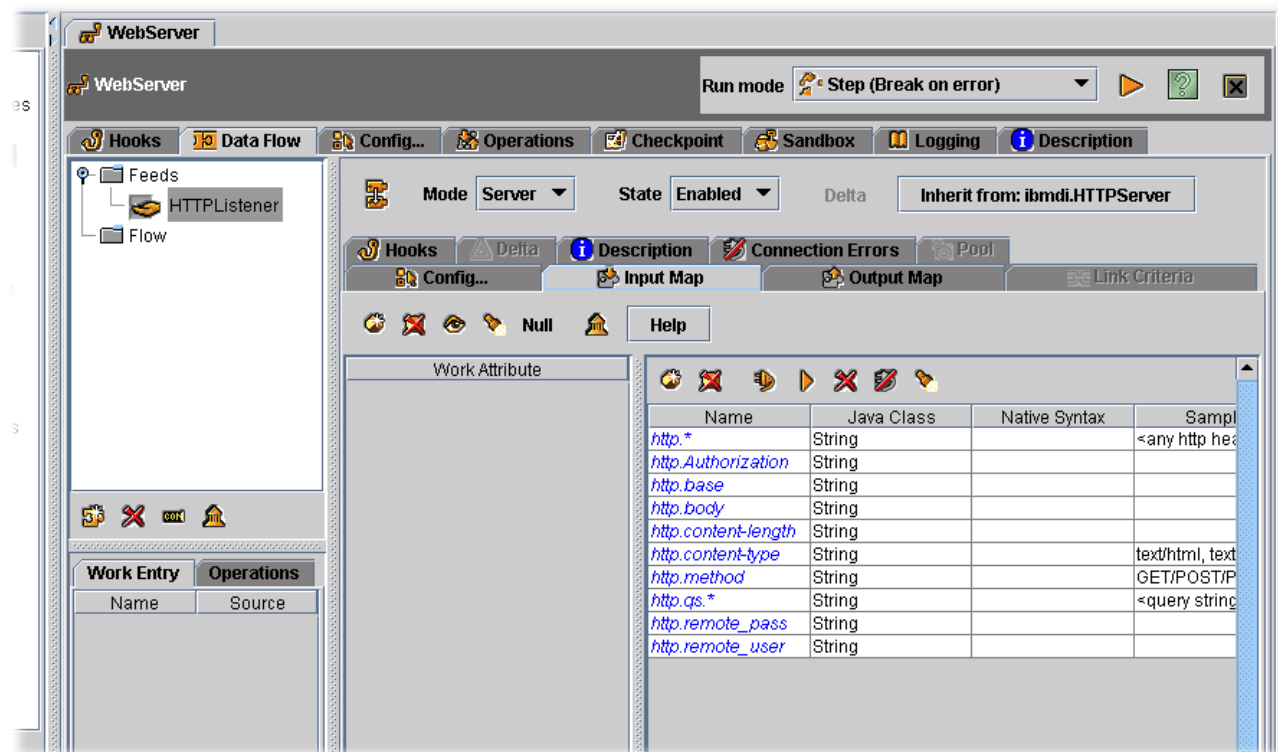 WebServer
WebServer
Run mode Step (Break on error)
es
Hooks Data Flow Config... Operations Checkpoint Sandbox Logging Description
Feeds
HTTPListener
Flow
Mode Server State Enabled Delta Inherit from: ibmdi.HTTPServer
Hooks Delta Description Connection Errors Pool
Config... Input Map Output Map Link Criteria
Null Help
Work Attribute
Name Java Class Native Syntax Sampl
http.* String <any http hea
http.Authorization String
http.base String
http.body String
http.content-length String
http.content-type String text/html, text
http.method String GET/POST/P
http.qs.* String <query string
http.remote_pass String
http.remote_user String
s
Work Entry Operations
Name Source